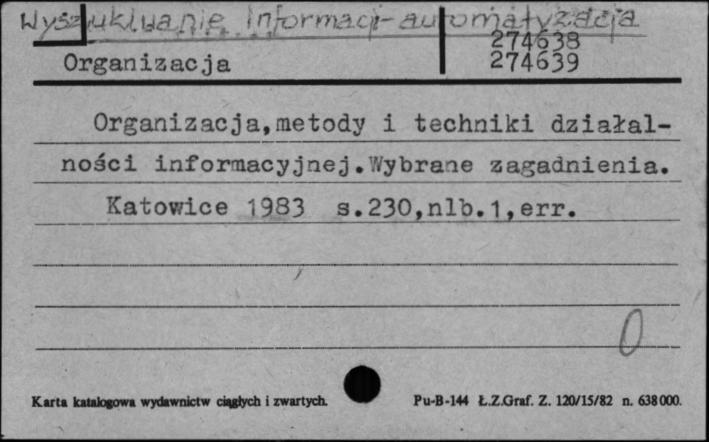 Wyszukiwanie informacji-automatyzacja
274638
Organizacja 274639
Organizacja,metody i techniki działal-
ności informacyjnej.Wybrane zagadnienia.
Katowice 1983 s.230,nlb.1,err.
0
Karta katalogowa wydawnictw ciągłych i zwartych. Pu-B-144 Ł.Z.Graf. Z. 120/15/82 n. 638000.